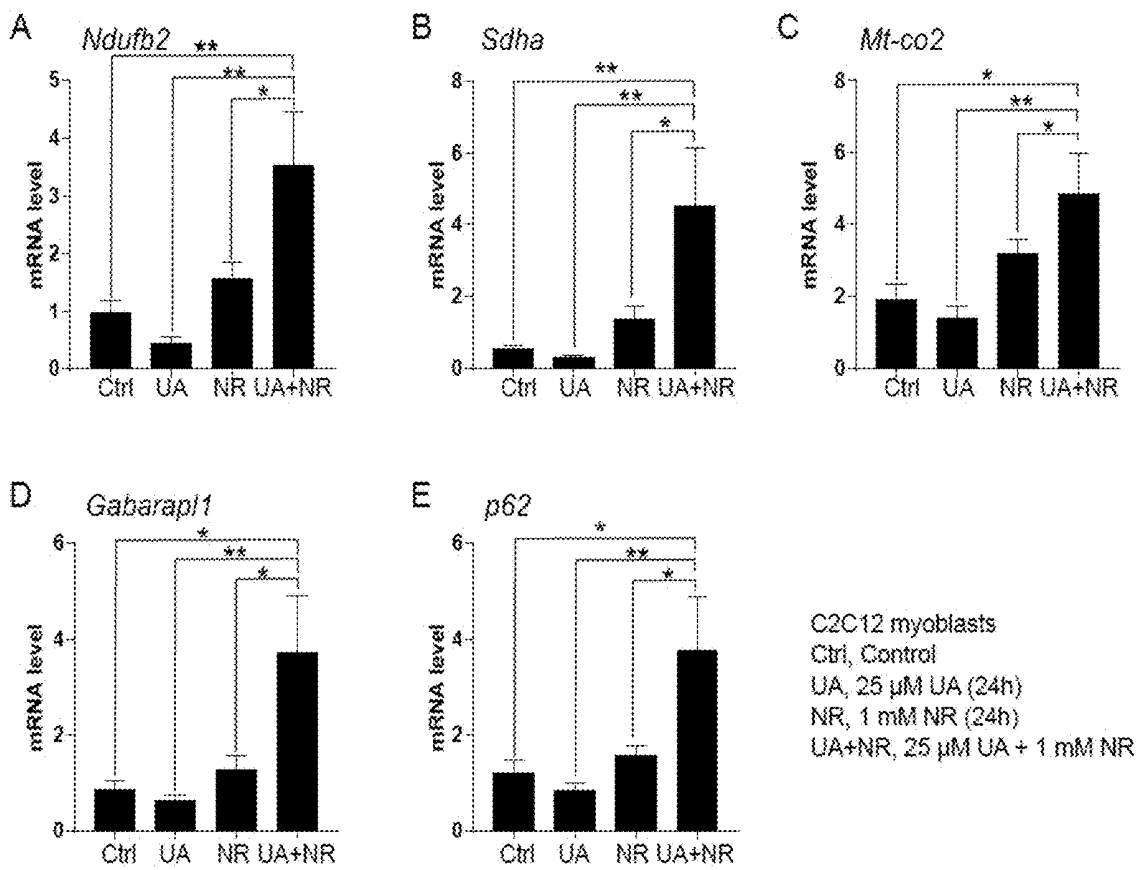 A Ndufb2
** 
** 
*
5
4
3
2
1
0
mRNA level
Ctrl UA NR UA+NR
B Sdha
**
**
*
8
6
4
2
0
mRNA level
Ctrl UA NR UA+NR
C Mt-co2
*
**
*
8
6
4
2
0
mRNA level
Ctrl UA NR UA+NR
D Gabarapl1
*
**
*
6
4
2
0
mRNA level
Ctrl UA NR UA+NR
E p62
*
**
*
6
4
2
0
mRNA level
Ctrl UA NR UA+NR
C2C12 myoblasts
Ctrl, Control
UA, 25 µM UA (24h)
NR, 1 mM NR (24h)
UA+NR, 25 µM UA + 1 mM NR